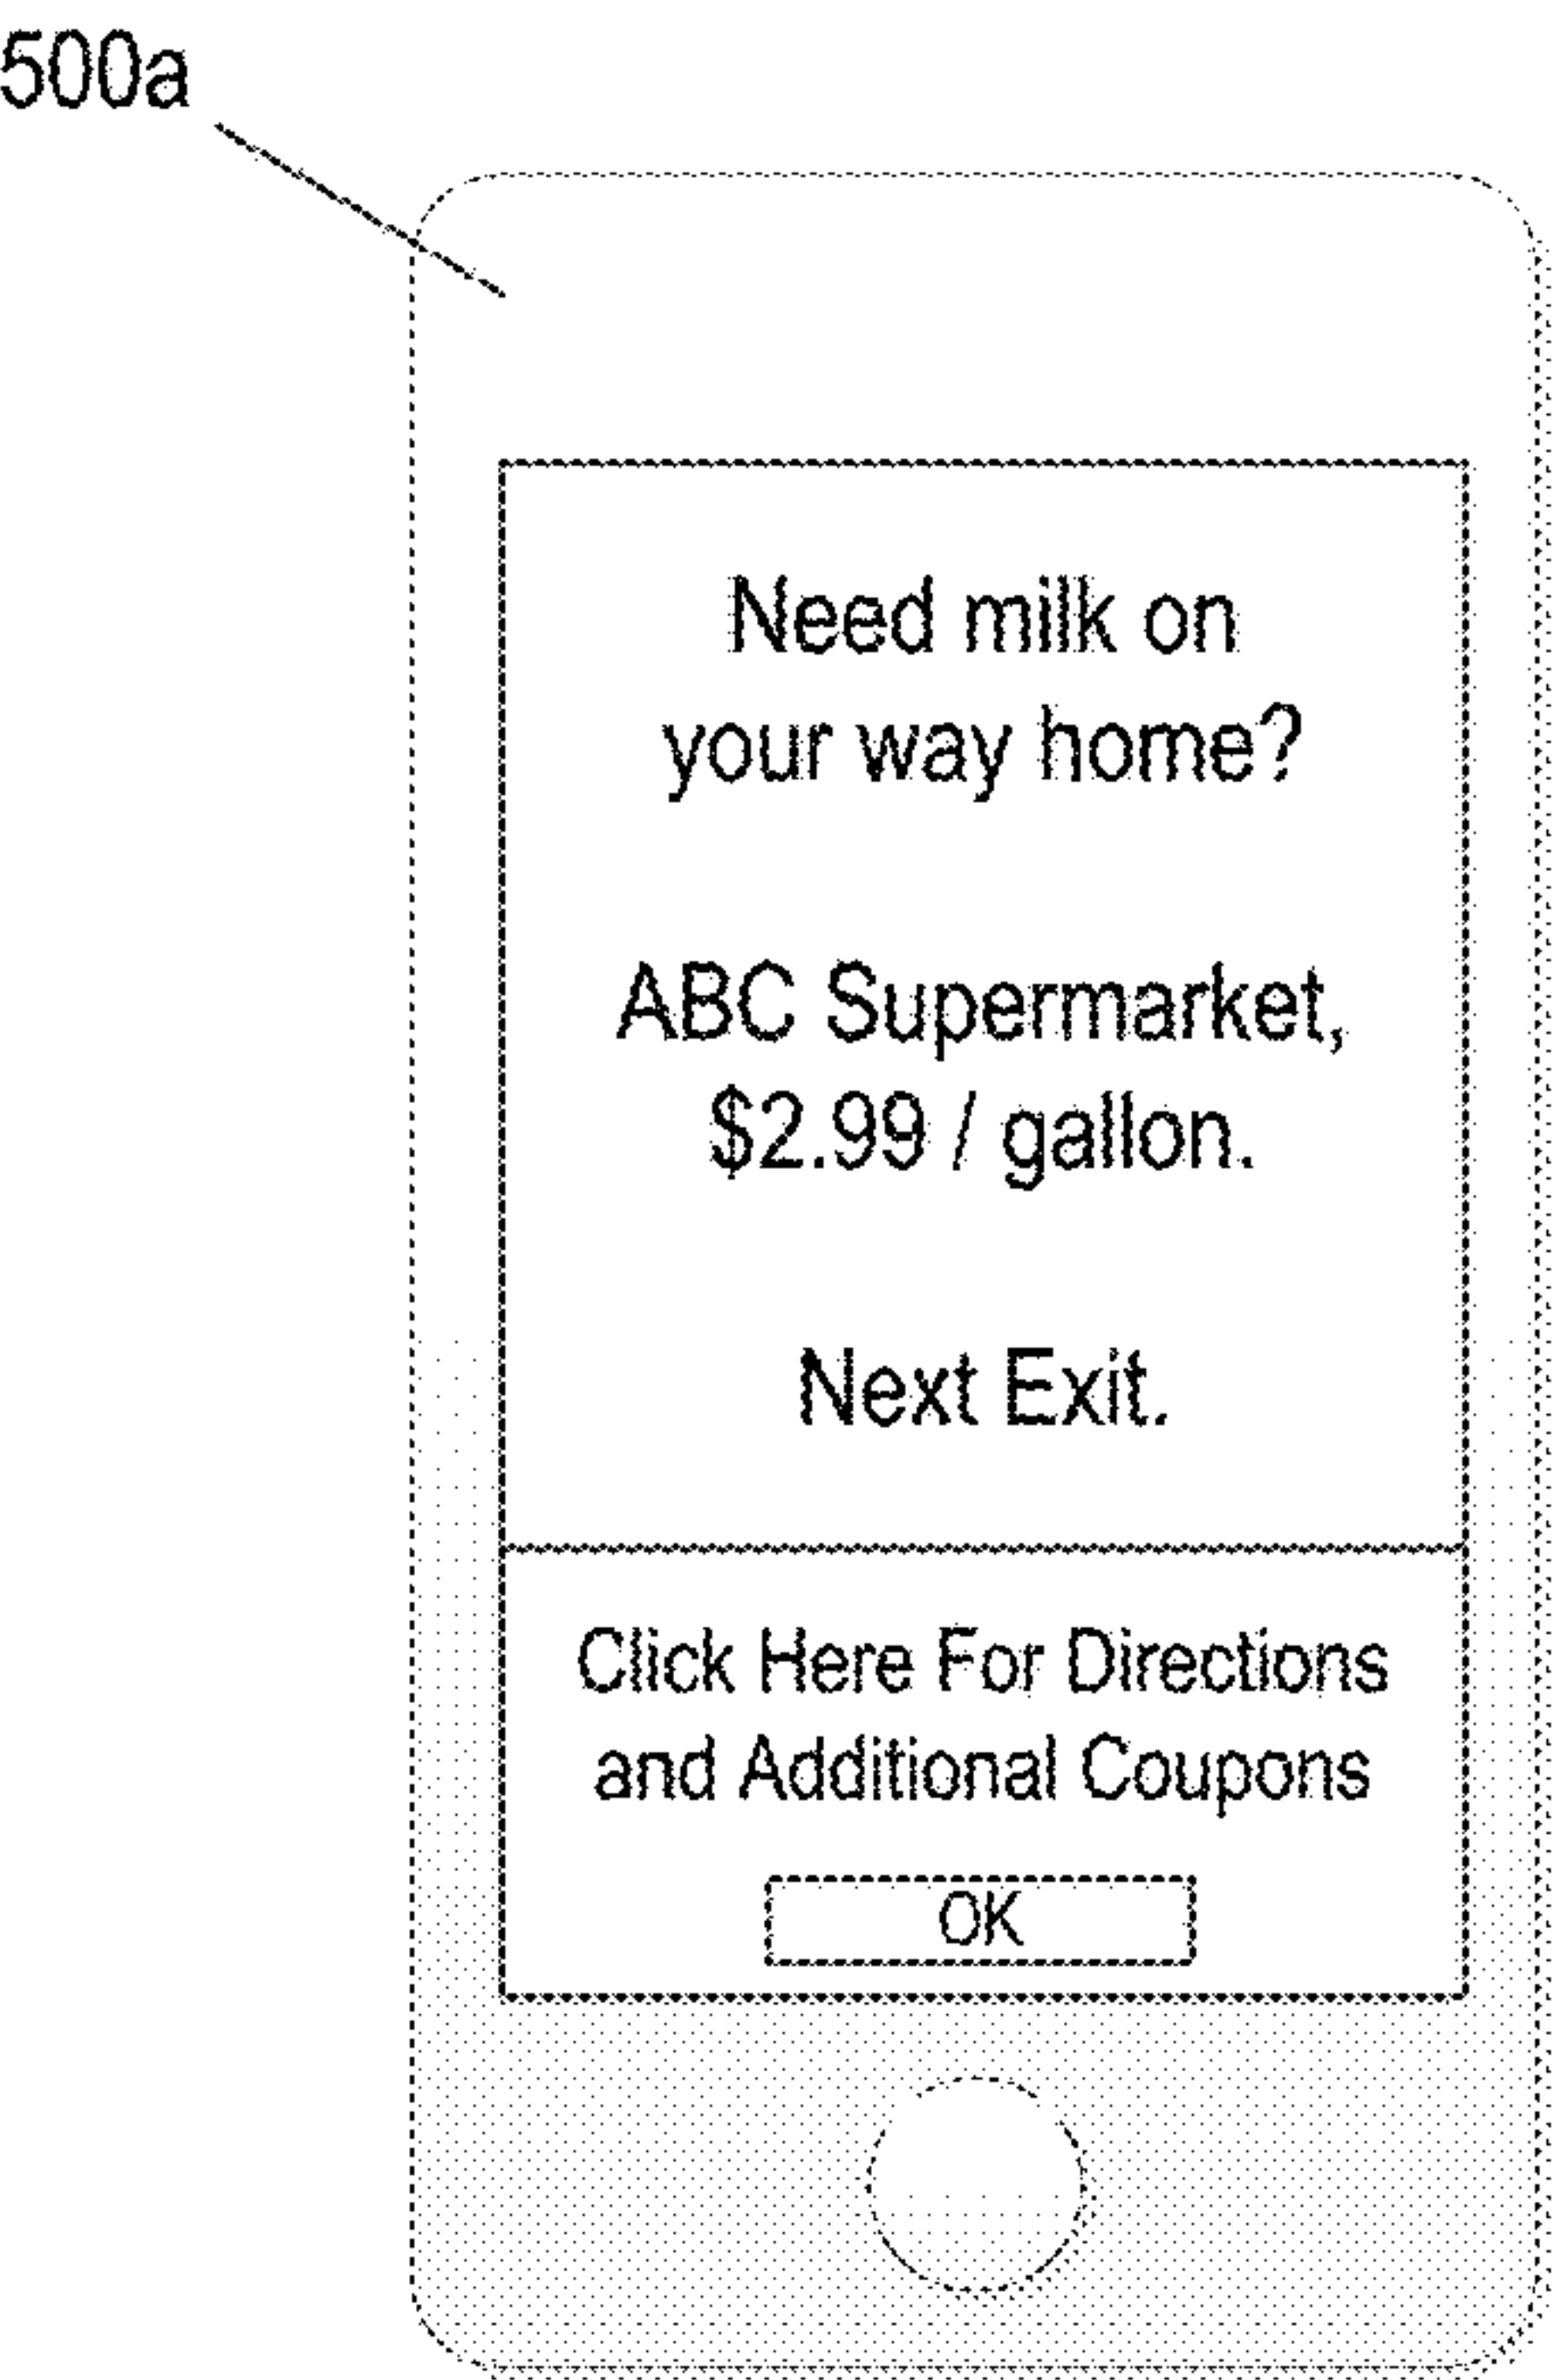 500a
Need milk on
your way home?
ABC Supermarket,
$2.99 / gallon.
Next Exit.
Click Here For Directions
and Additional Coupons
OK